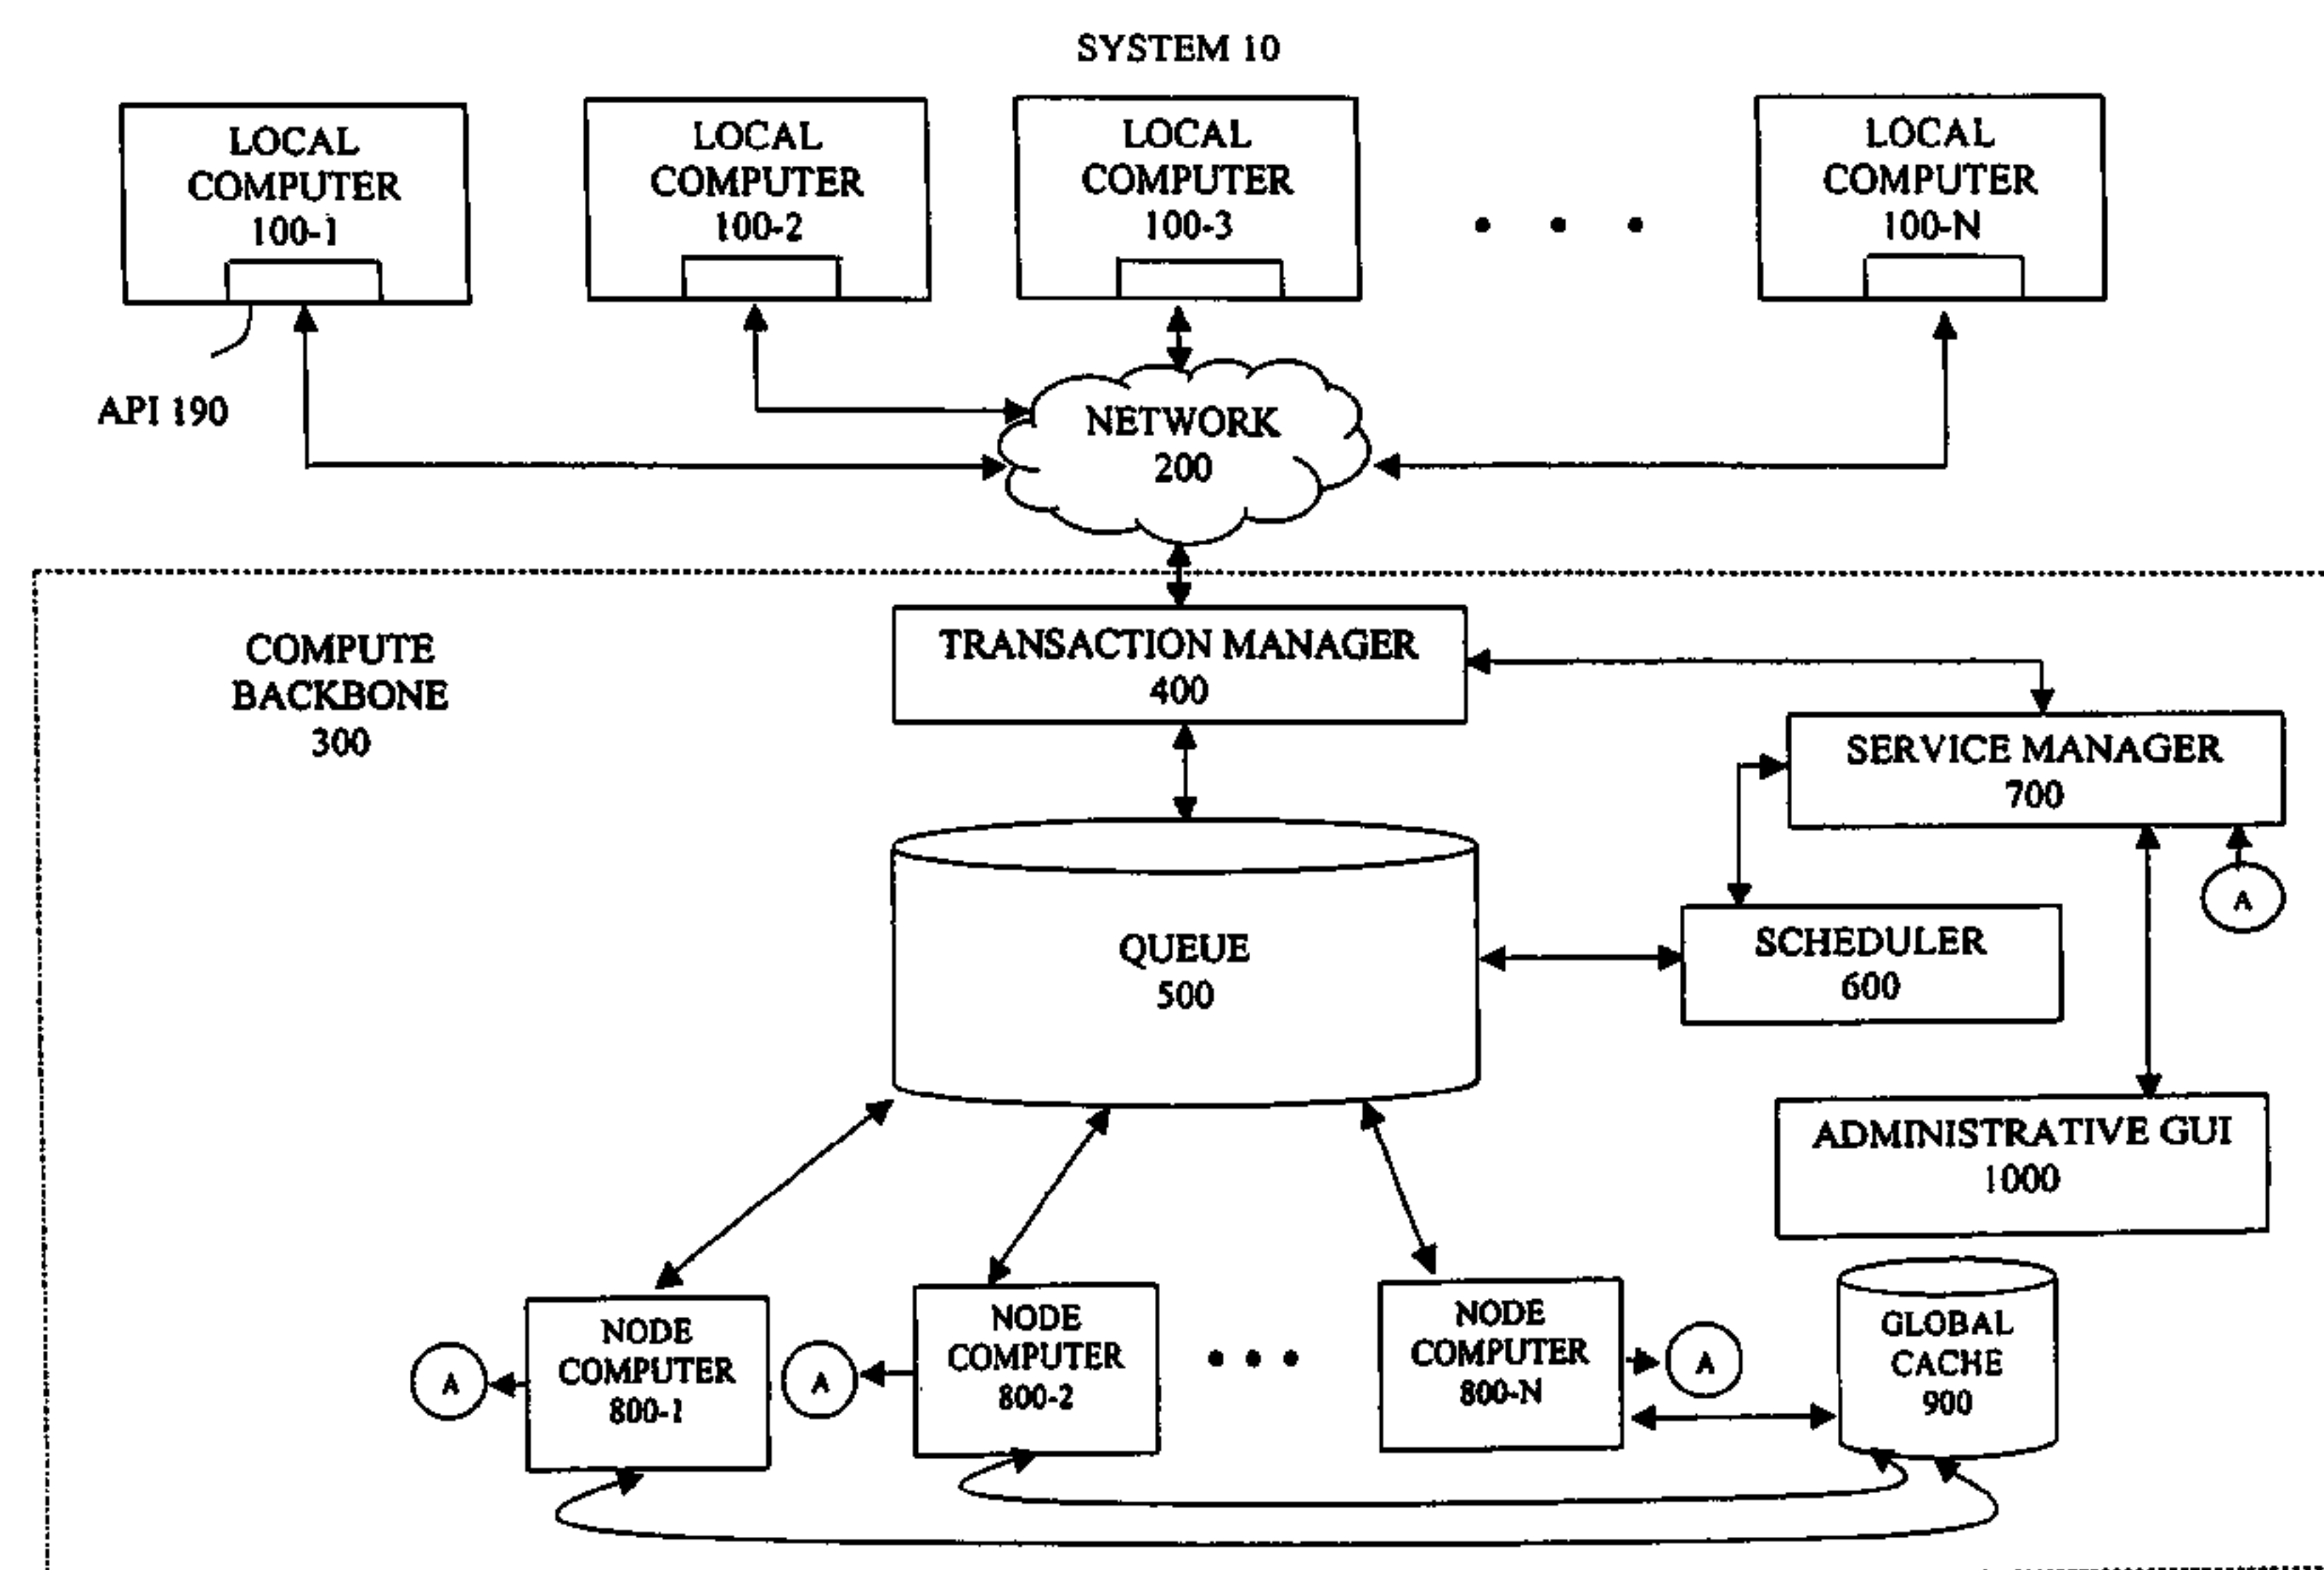 SYSTEM 10
LOCAL
COMPUTER
100-1
LOCAL
COMPUTER
100-2
LOCAL
COMPUTER
100-3
LOCAL
COMPUTER
100-N
API 190
NETWORK
200
COMPUTE
BACKBONE
300
TRANSACTION MANAGER
400
SERVICE MANAGER
700
A
QUEUE
500
SCHEDULER
600
ADMINISTRATIVE GUI
1000
A
NODE
COMPUTER
800-1
A
NODE
COMPUTER
800-2
NODE
COMPUTER
800-N
A
GLOBAL
CACHE
900